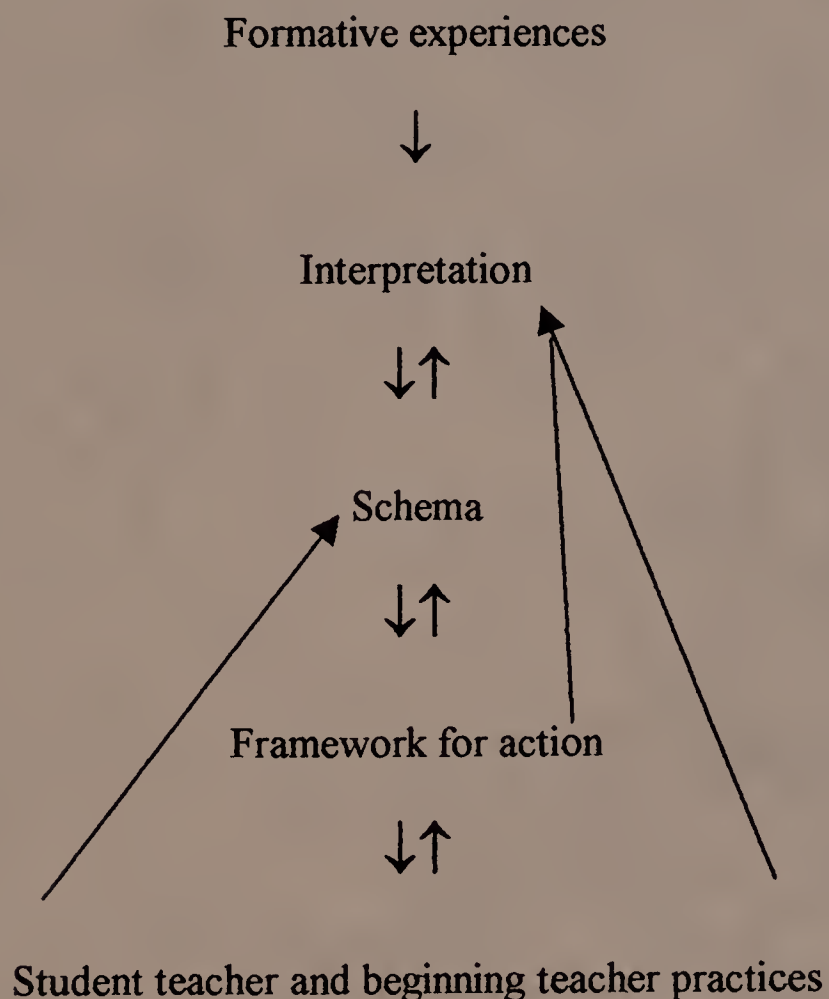 Formative experiences
↓
Interpretation
↓↑
Schema
↓↑
Framework for action
↓↑
Student teacher and beginning teacher practices